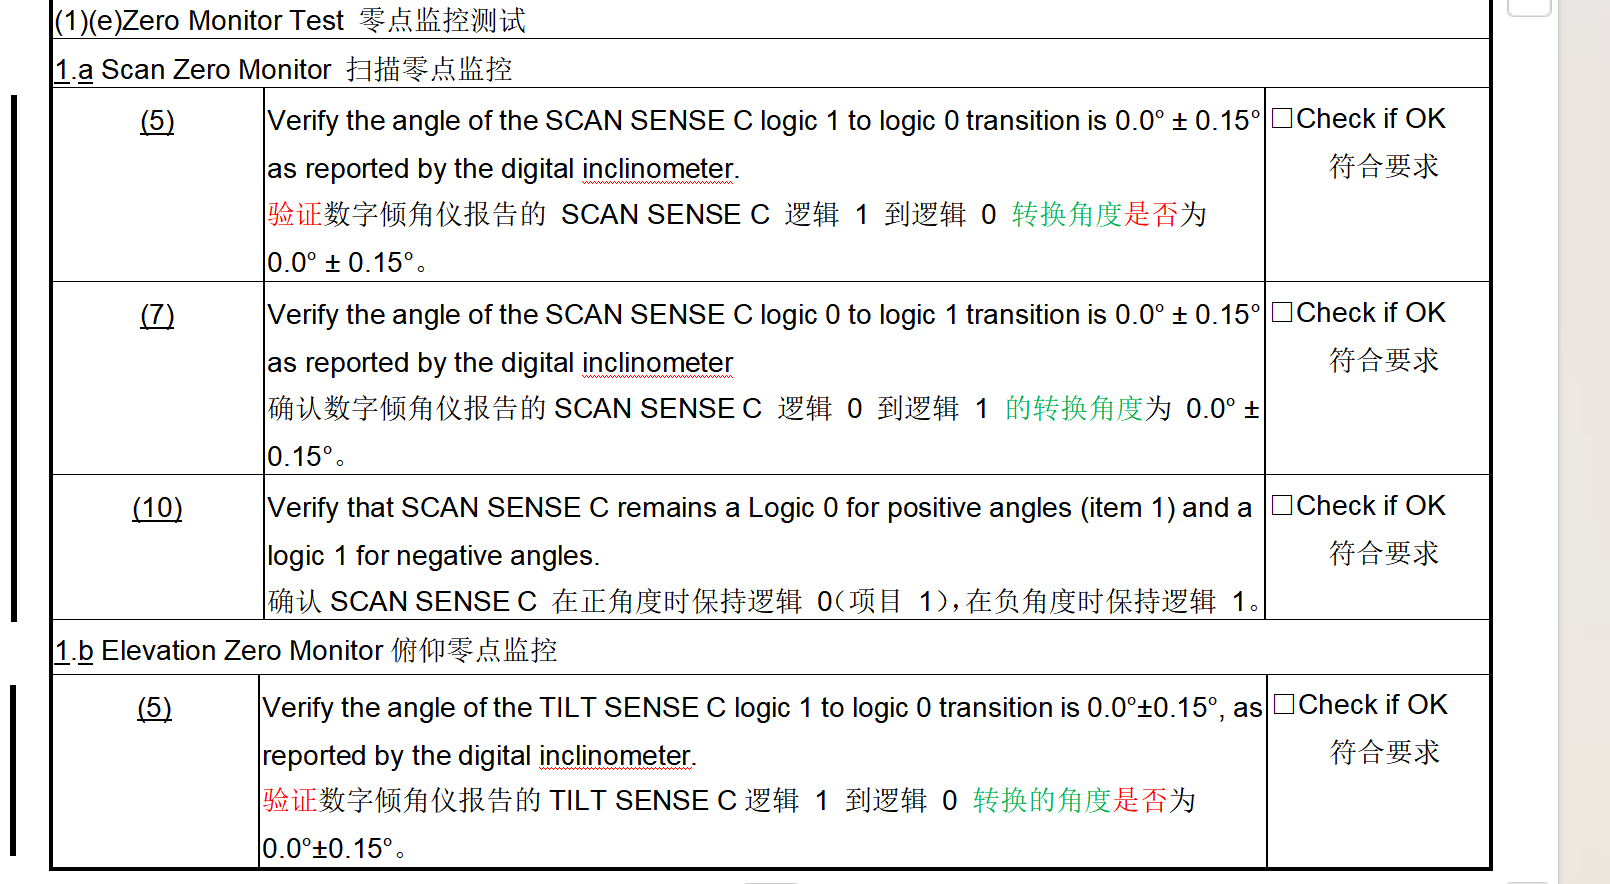 (1)(e)Zero Monitor Test 零点监控测试
1.a Scan Zero Monitor 扫描零点监控
(5)
Verify the angle of the SCAN SENSE C logic 1 to logic 0 transition is 0.0° ± 0.15°
as reported by the digital inclinometer.
验证数字倾角仪报告的 SCAN SENSE C 逻辑 1 到逻辑 0 转换角度是否为
0.0° ± 0.15°。
☐Check if OK
符合要求
(7)
Verify the angle of the SCAN SENSE C logic 0 to logic 1 transition is 0.0° ± 0.15°
as reported by the digital inclinometer
确认数字倾角仪报告的 SCAN SENSE C 逻辑 0 到逻辑 1 的转换角度为 0.0° ±
0.15°。
☐Check if OK
符合要求
(10)
Verify that SCAN SENSE C remains a Logic 0 for positive angles (item 1) and a
logic 1 for negative angles.
确认 SCAN SENSE C 在正角度时保持逻辑 0（项目 1），在负角度时保持逻辑 1。
☐Check if OK
符合要求
1.b Elevation Zero Monitor 俯仰零点监控
(5)
Verify the angle of the TILT SENSE C logic 1 to logic 0 transition is 0.0°±0.15°, as
reported by the digital inclinometer.
验证数字倾角仪报告的 TILT SENSE C 逻辑 1 到逻辑 0 转换的角度是否为
0.0°±0.15°。
☐Check if OK
符合要求